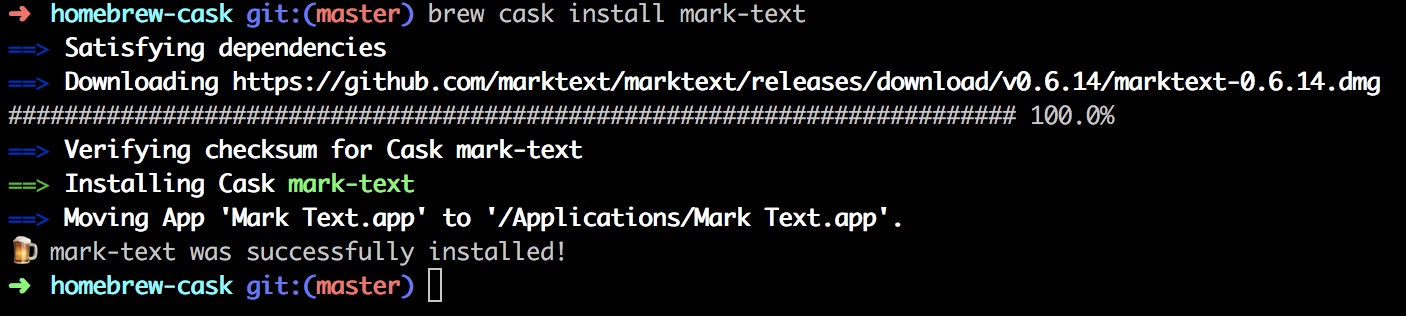 ➜ homebrew-cask git:(master) brew cask install mark-text
==> Satisfying dependencies
==> Downloading https://github.com/marktext/marktext/releases/download/v0.6.14/marktext-0.6.14.dmg
######################################################################## 100.0%
==> Verifying checksum for Cask mark-text
==> Installing Cask mark-text
==> Moving App 'Mark Text.app' to '/Applications/Mark Text.app'.
🍺 mark-text was successfully installed!
➜ homebrew-cask git:(master)